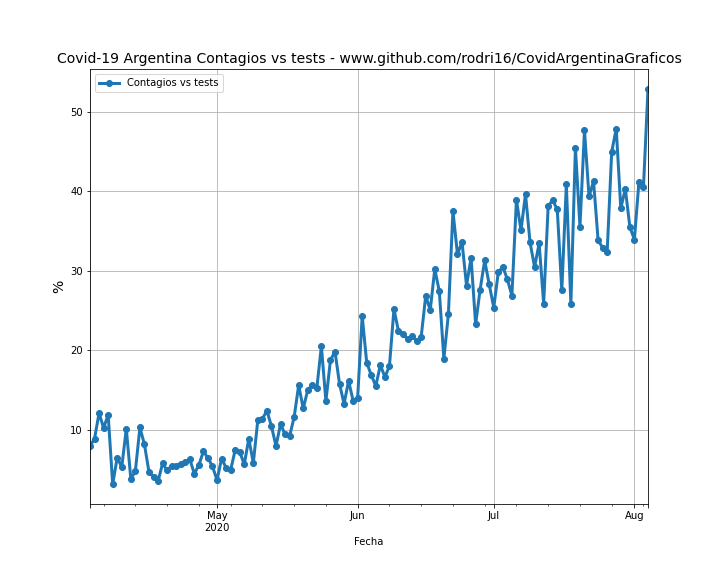 Covid-19 Argentina Contagios vs tests - www.github.com/rodri16/CovidArgentinaGraficos
Contagios vs tests
50
40
30
20
10
%
May
2020
Jun
Jul
Aug
Fecha